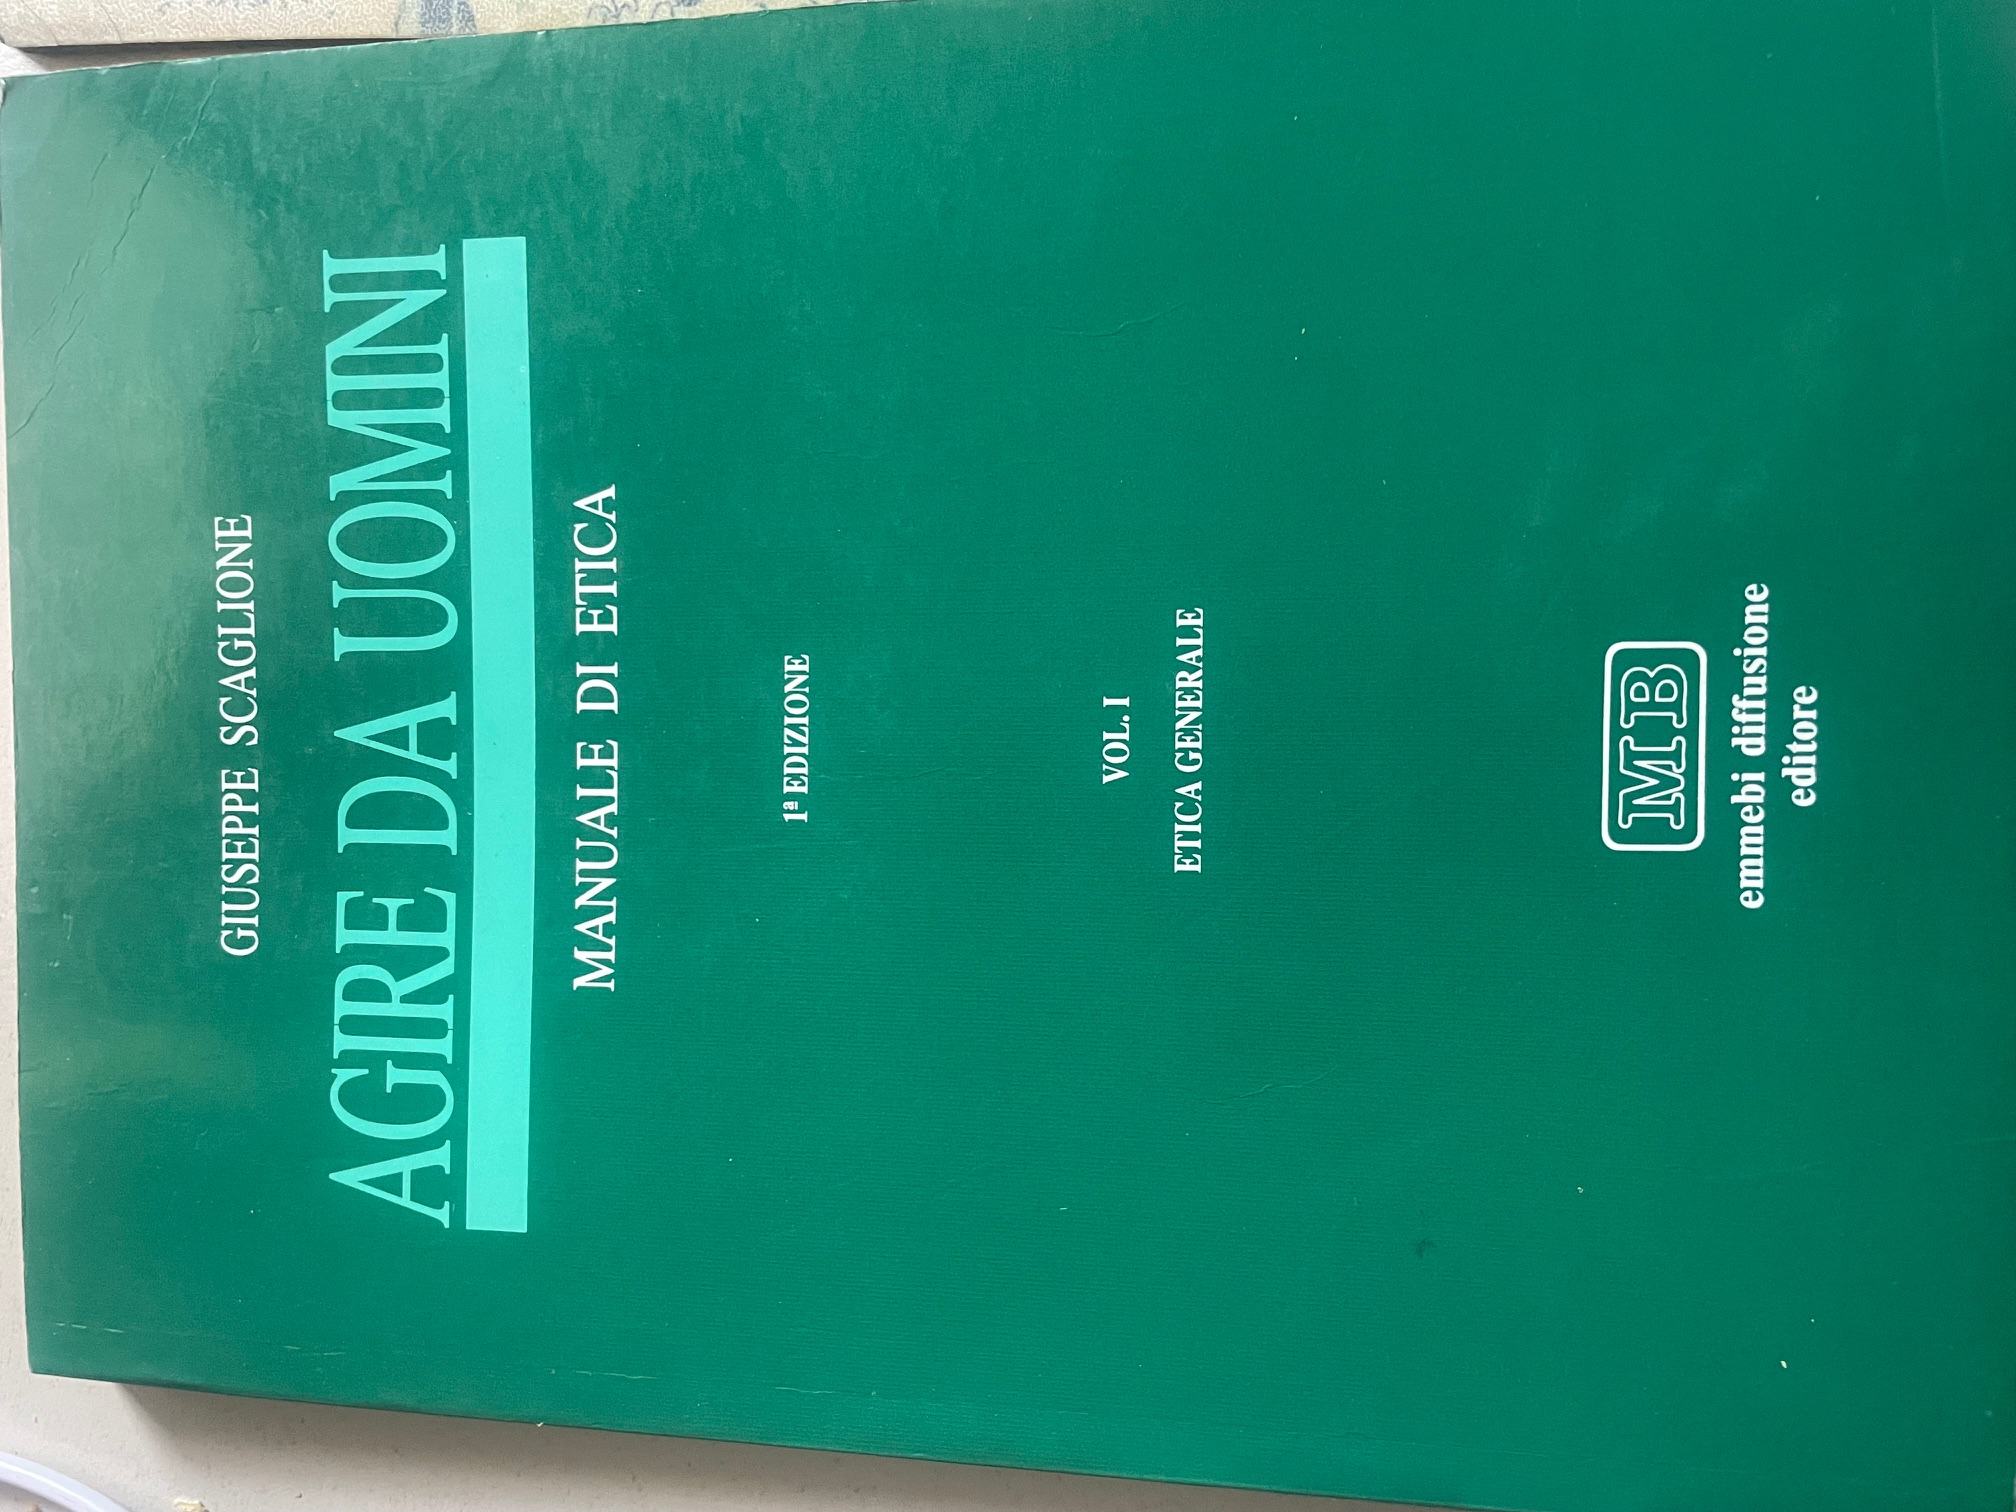 GIUSEPPE SCAGLIONE
AGIRE DA UOMINI
MANUALE DI ETICA
1ª EDIZIONE
VOL. I
ETICA GENERALE
MB
emmebi diffusione
editore